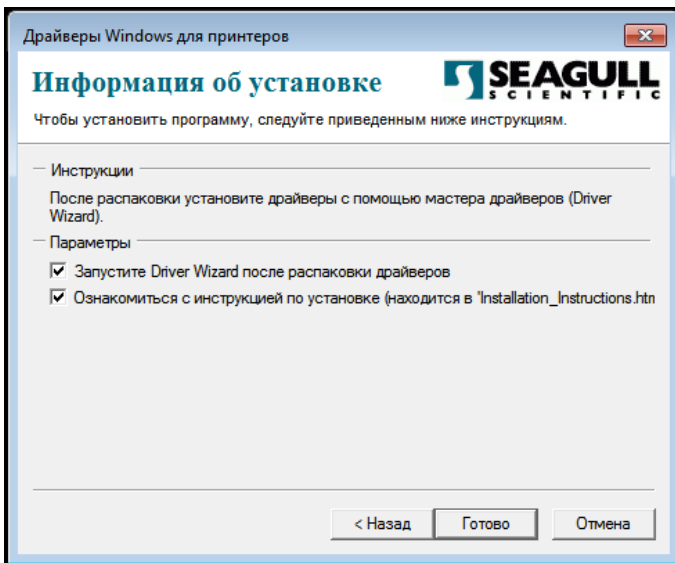 Драйверы Windows для принтеров
Информация об установке
SEAGULL
SCIENTIFIC
Чтобы установить программу, следуйте приведенным ниже инструкциям.
Инструкции
После распаковки установите драйверы с помощью мастера драйверов (Driver
Wizard).
Параметры
Запустите Driver Wizard после распаковки драйверов
Ознакомиться с инструкцией по установке (находится в 'Installation_Instructions.htm
< Назад
Готово
Отмена